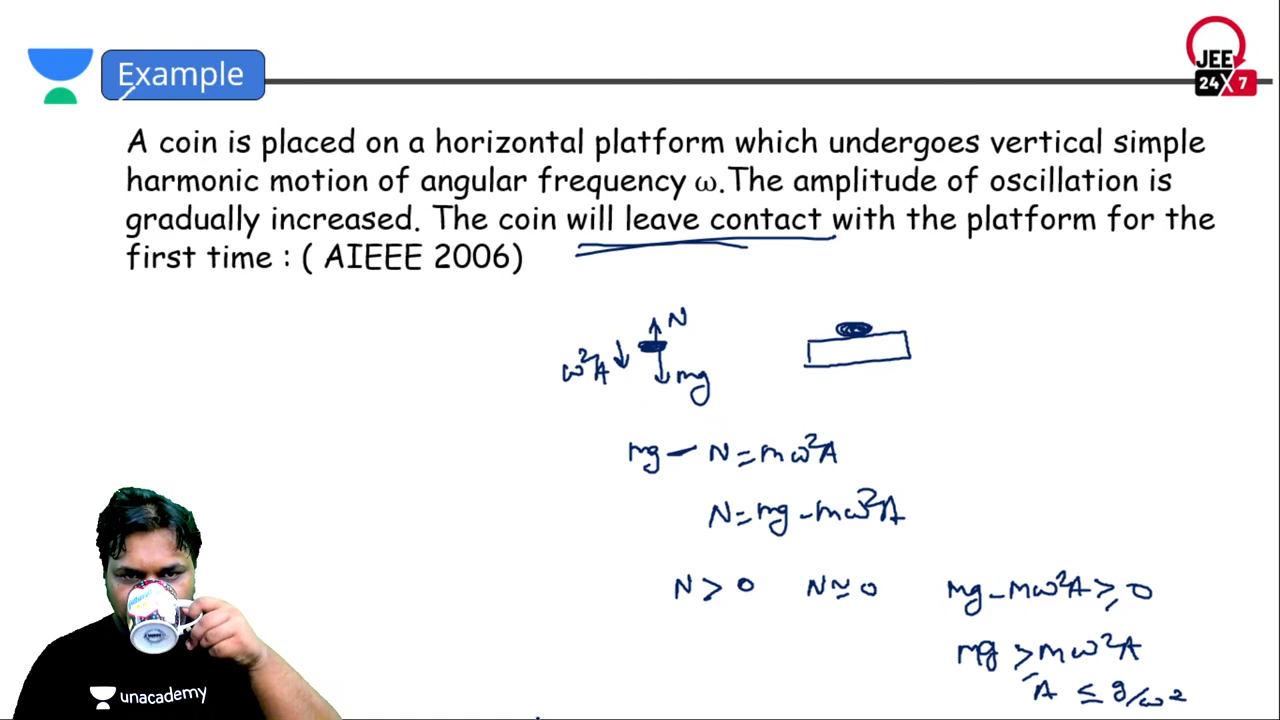 Example
JEE
24X7
A coin is placed on a horizontal platform which undergoes vertical simple
harmonic motion of angular frequency ω.The amplitude of oscillation is
gradually increased. The coin will leave contact with the platform for the
first time : ( AIEEE 2006)
N
ω²A mg
mg - N = mω²A
N = mg - mω²A
N > 0 N ≃ 0 mg - mω²A ≥ 0
mg ≥ mω²A
A ≤ g/ω²
unacademy